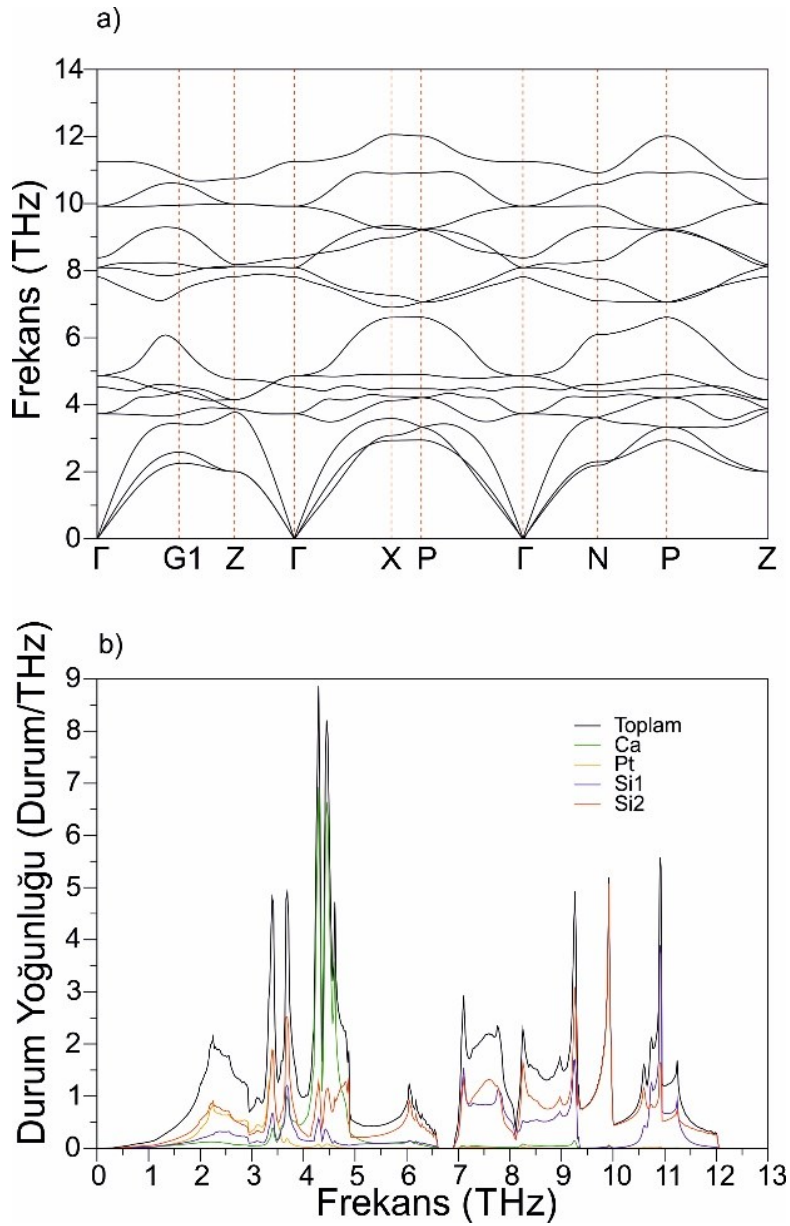 a)
14
12
10
8
6
4
2
0
Frekans (THz)
Γ G1 Z Γ X P Γ N P Z
b)
9
8
7
6
5
4
3
2
1
0
Durum Yoğunluğu (Durum/THz)
Toplam
Ca
Pt
Si1
Si2
0 1 2 3 4 5 6 7 8 9 10 11 12 13
Frekans (THz)